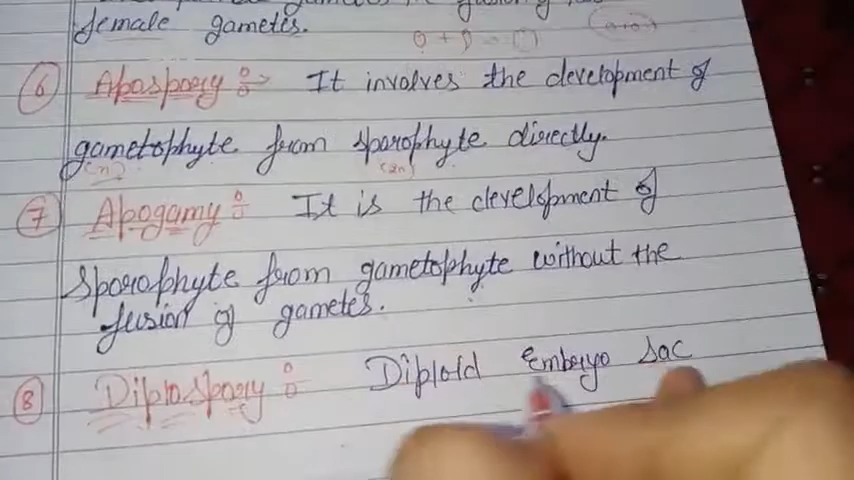 female gametes.
⑥ Apospory :- It involves the development of
gametophyte from sporophyte directly.
(n) (2n)
⑦ Apogamy : It is the development of
Sporophyte from gametophyte without the
fusion of gametes.
⑧ Diplospory : Diploid Embryo Sac